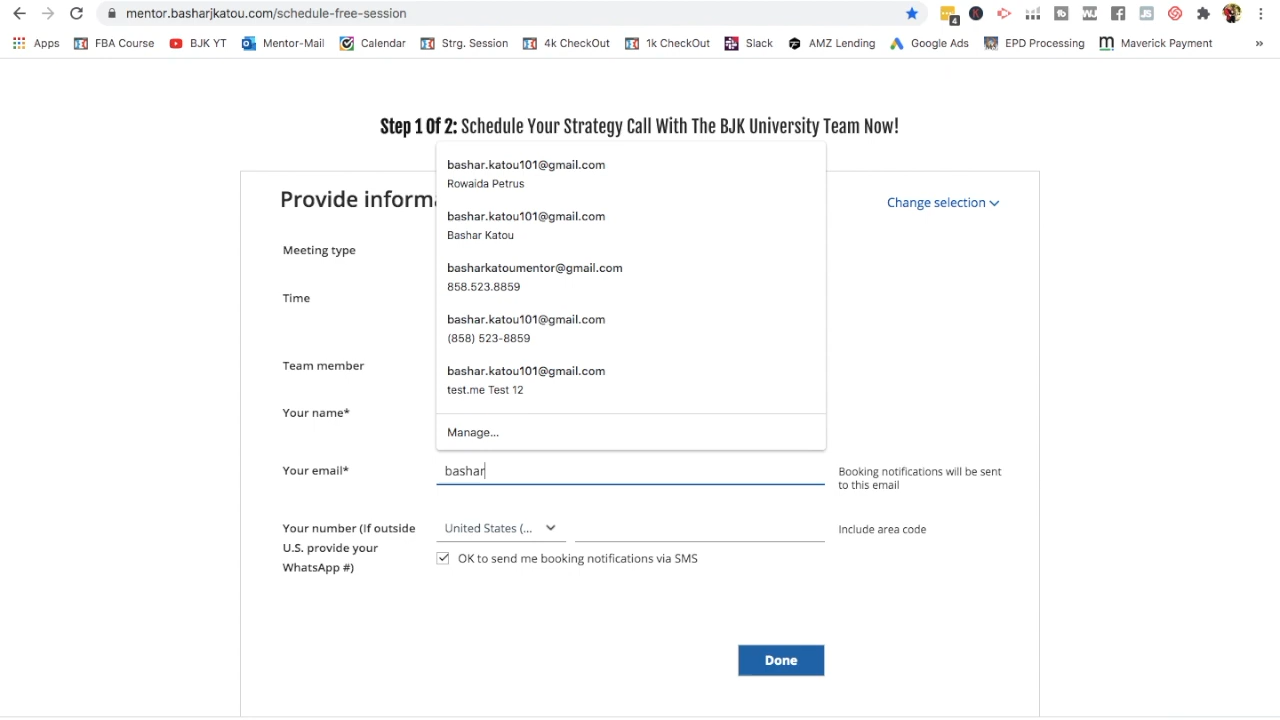 mentor.basharjkatou.com/schedule-free-session
4
Apps FBA Course BJK YT Mentor-Mail Calendar Strg. Session 4k CheckOut 1k CheckOut Slack AMZ Lending Google Ads EPD Processing Maverick Payment »
Step 1 Of 2: Schedule Your Strategy Call With The BJK University Team Now!
bashar.katou101@gmail.com
Rowaida Petrus
Provide informa
Change selection
bashar.katou101@gmail.com
Bashar Katou
Meeting type
basharkatoumentor@gmail.com
858.523.8859
Time
bashar.katou101@gmail.com
(858) 523-8859
Team member
bashar.katou101@gmail.com
test.me Test 12
Your name*
Manage...
Your email*
bashar
Booking notifications will be sent
to this email
Your number (If outside
U.S. provide your
WhatsApp #)
United States (...
Include area code
OK to send me booking notifications via SMS
Done